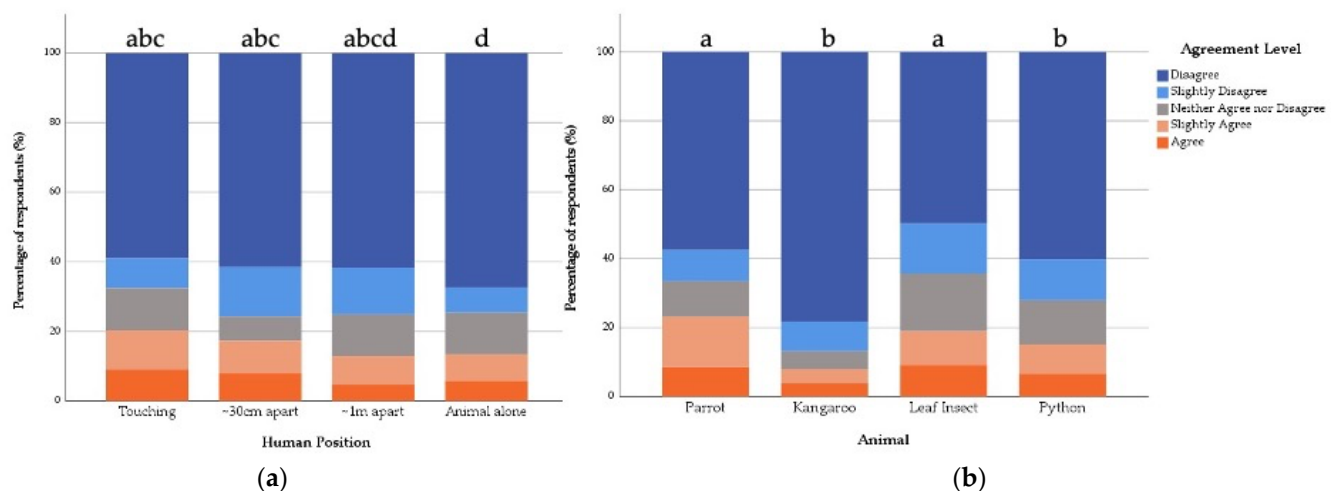 abc abc abcd d
100
80
60
40
20
0
Percentage of respondents (%)
Touching ~30cm apart ~1m apart Animal alone
Human Position
(a)
a b a b
100
80
60
40
20
0
Percentage of respondents (%)
Parrot Kangaroo Leaf Insect Python
Animal
(b)
Agreement Level
Disagree
Slightly Disagree
Neither Agree nor Disagree
Slightly Agree
Agree